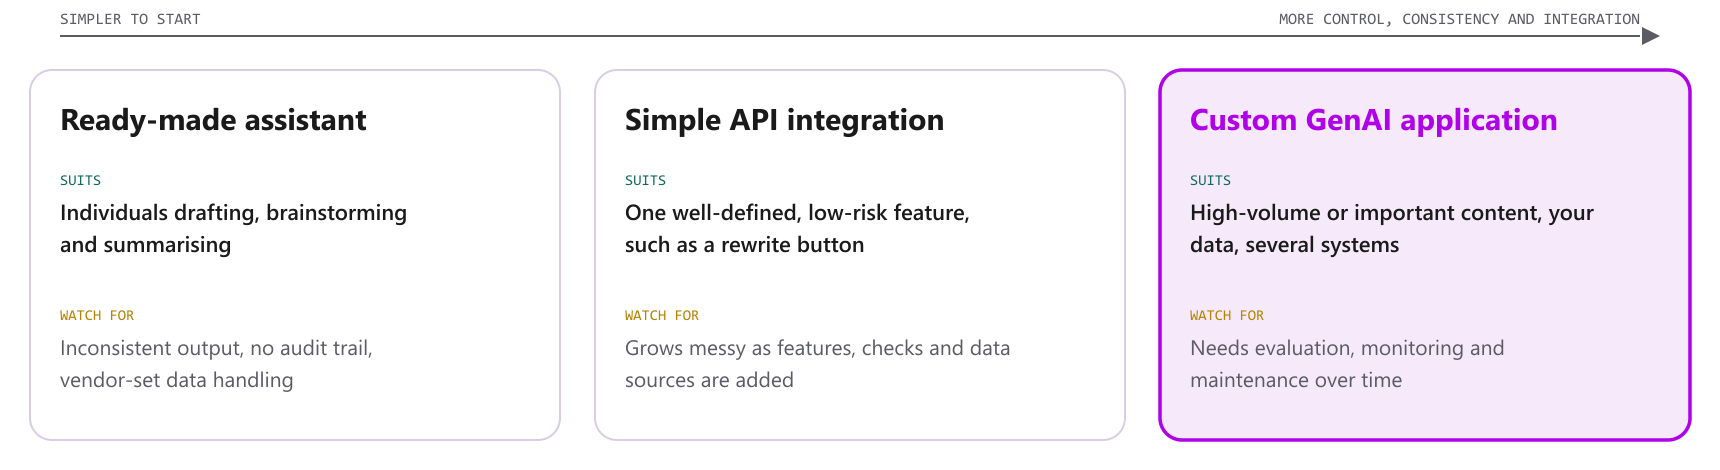 SIMPLER TO START
MORE CONTROL, CONSISTENCY AND INTEGRATION
Ready-made assistant
SUITS
Individuals drafting, brainstorming
and summarising
WATCH FOR
Inconsistent output, no audit trail,
vendor-set data handling
Simple API integration
SUITS
One well-defined, low-risk feature,
such as a rewrite button
WATCH FOR
Grows messy as features, checks and data
sources are added
Custom GenAI application
SUITS
High-volume or important content, your
data, several systems
WATCH FOR
Needs evaluation, monitoring and
maintenance over time